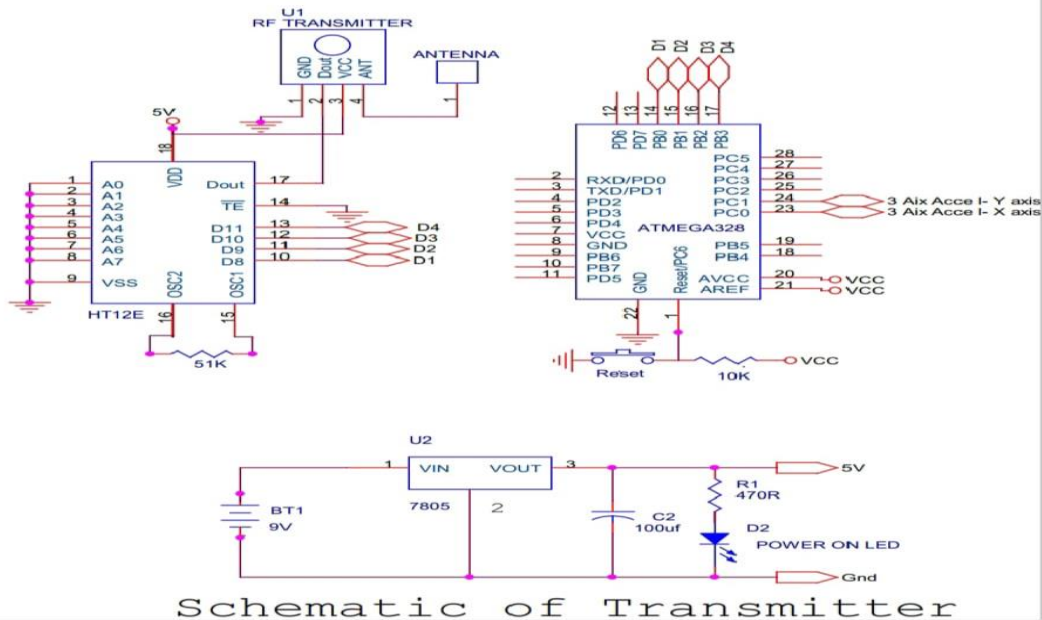 U1
RF TRANSMITTER
GND
Dout
VCC
ANT
1
2
3
4
ANTENNA
1
5V
18
VDD
1
2
3
4
5
6
7
8
9
A0
A1
A2
A3
A4
A5
A6
A7
VSS
Dout
TE
D11
D10
D9
D8
17
14
13
12
11
10
D4
D3
D2
D1
OSC2
OSC1
HT12E
16
15
51K
D1
D2
D3
D4
12
13
14
15
16
17
PD6
PD7
PB0
PB1
PB2
PB3
2
3
4
5
6
7
8
9
10
11
RXD/PD0
TXD/PD1
PD2
PD3
PD4
VCC
GND
PB6
PB7
PD5
ATMEGA328
PC5
PC4
PC3
PC2
PC1
PC0
PB5
PB4
AVCC
AREF
28
27
26
25
24
23
19
18
20
21
3 Aix Accel- Y axis
3 Aix Accel- X axis
VCC
VCC
GND
Reset/PC6
22
1
Reset
10K
VCC
U2
1
VIN
VOUT
3
7805
2
BT1
9V
C2
100uf
R1
470R
D2
POWER ON LED
5V
Gnd
Schematic of Transmitter